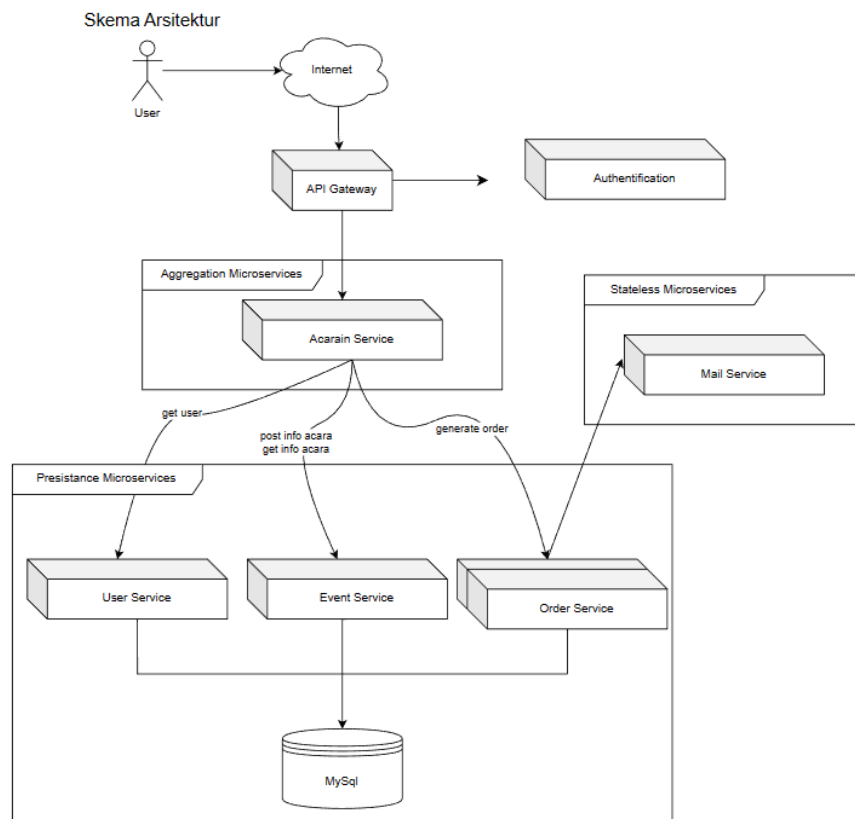 Skema Arsitektur
Internet
User
API Gateway
Authentification
Aggregation Microservices
Stateless Microservices
Acarain Service
Mail Service
get user
post info acara
get info acara
generate order
Presistance Microservices
User Service
Event Service
Order Service
MySql